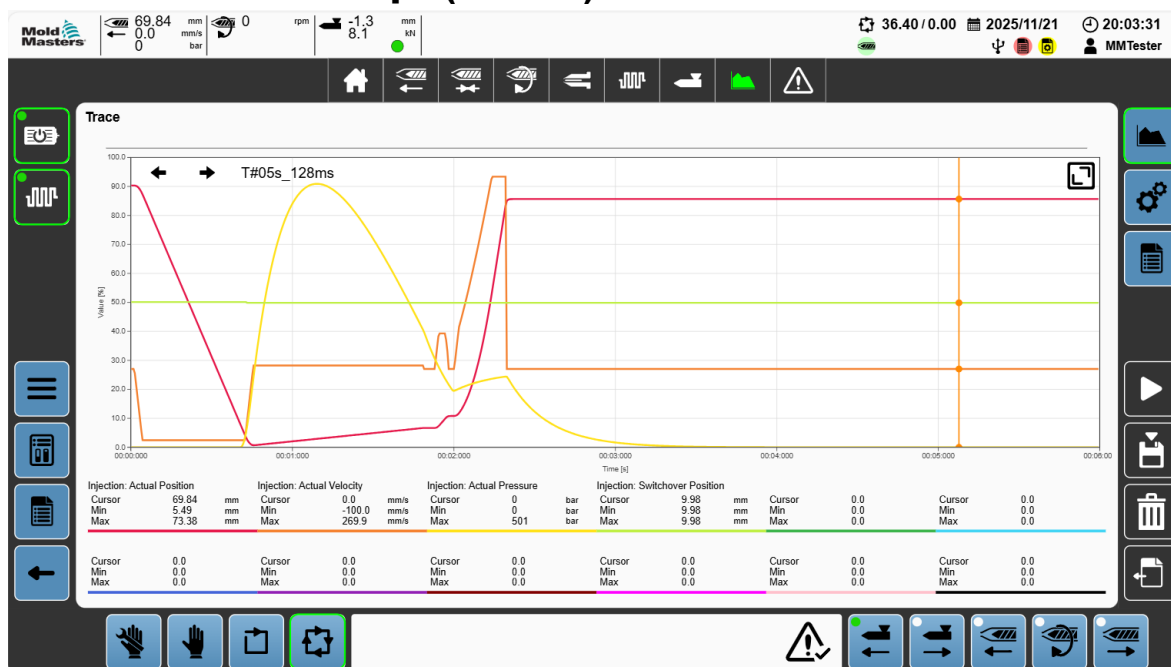 Mold
Masters
69.84 mm
0.0 mm/s
0 bar
0 rpm
-1.3 mm
8.1 kN
36.40 / 0.00
2025/11/21
20:03:31
MMTester
Trace
T#05s_128ms
Value [%]
100.0
90.0
80.0
70.0
60.0
50.0
40.0
30.0
20.0
10.0
0.0
00:00:000 00:01:000 00:02:000 00:03:000 00:04:000 00:05:000 00:06:00
Time [s]
Injection: Actual Position Injection: Actual Velocity Injection: Actual Pressure Injection: Switchover Position
Cursor 69.84 mm Cursor 0.0 mm/s Cursor 0 bar Cursor 9.98 mm Cursor 0.0 Cursor 0.0
Min 5.49 mm Min -100.0 mm/s Min 0 bar Min 9.98 mm Min 0.0 Min 0.0
Max 73.38 mm Max 269.9 mm/s Max 501 bar Max 9.98 mm Max 0.0 Max 0.0
Cursor 0.0 Cursor 0.0 Cursor 0.0 Cursor 0.0 Cursor 0.0 Cursor 0.0
Min 0.0 Min 0.0 Min 0.0 Min 0.0 Min 0.0 Min 0.0
Max 0.0 Max 0.0 Max 0.0 Max 0.0 Max 0.0 Max 0.0